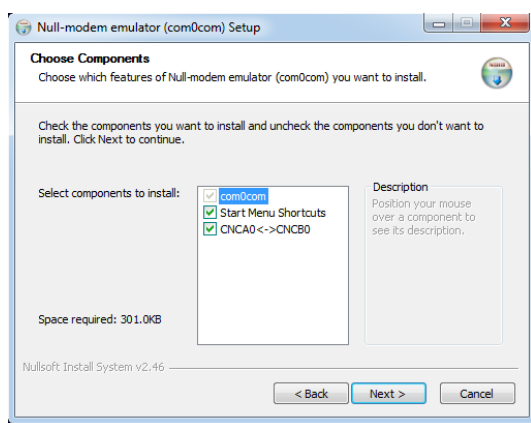 Null-modem emulator (com0com) Setup
Choose Components
Choose which features of Null-modem emulator (com0com) you want to install.
Check the components you want to install and uncheck the components you don't want to
install. Click Next to continue.
Select components to install:
com0com
Start Menu Shortcuts
CNCA0<->CNCB0
Description
Position your mouse
over a component to
see its description.
Space required: 301.0KB
Nullsoft Install System v2.46
< Back
Next >
Cancel